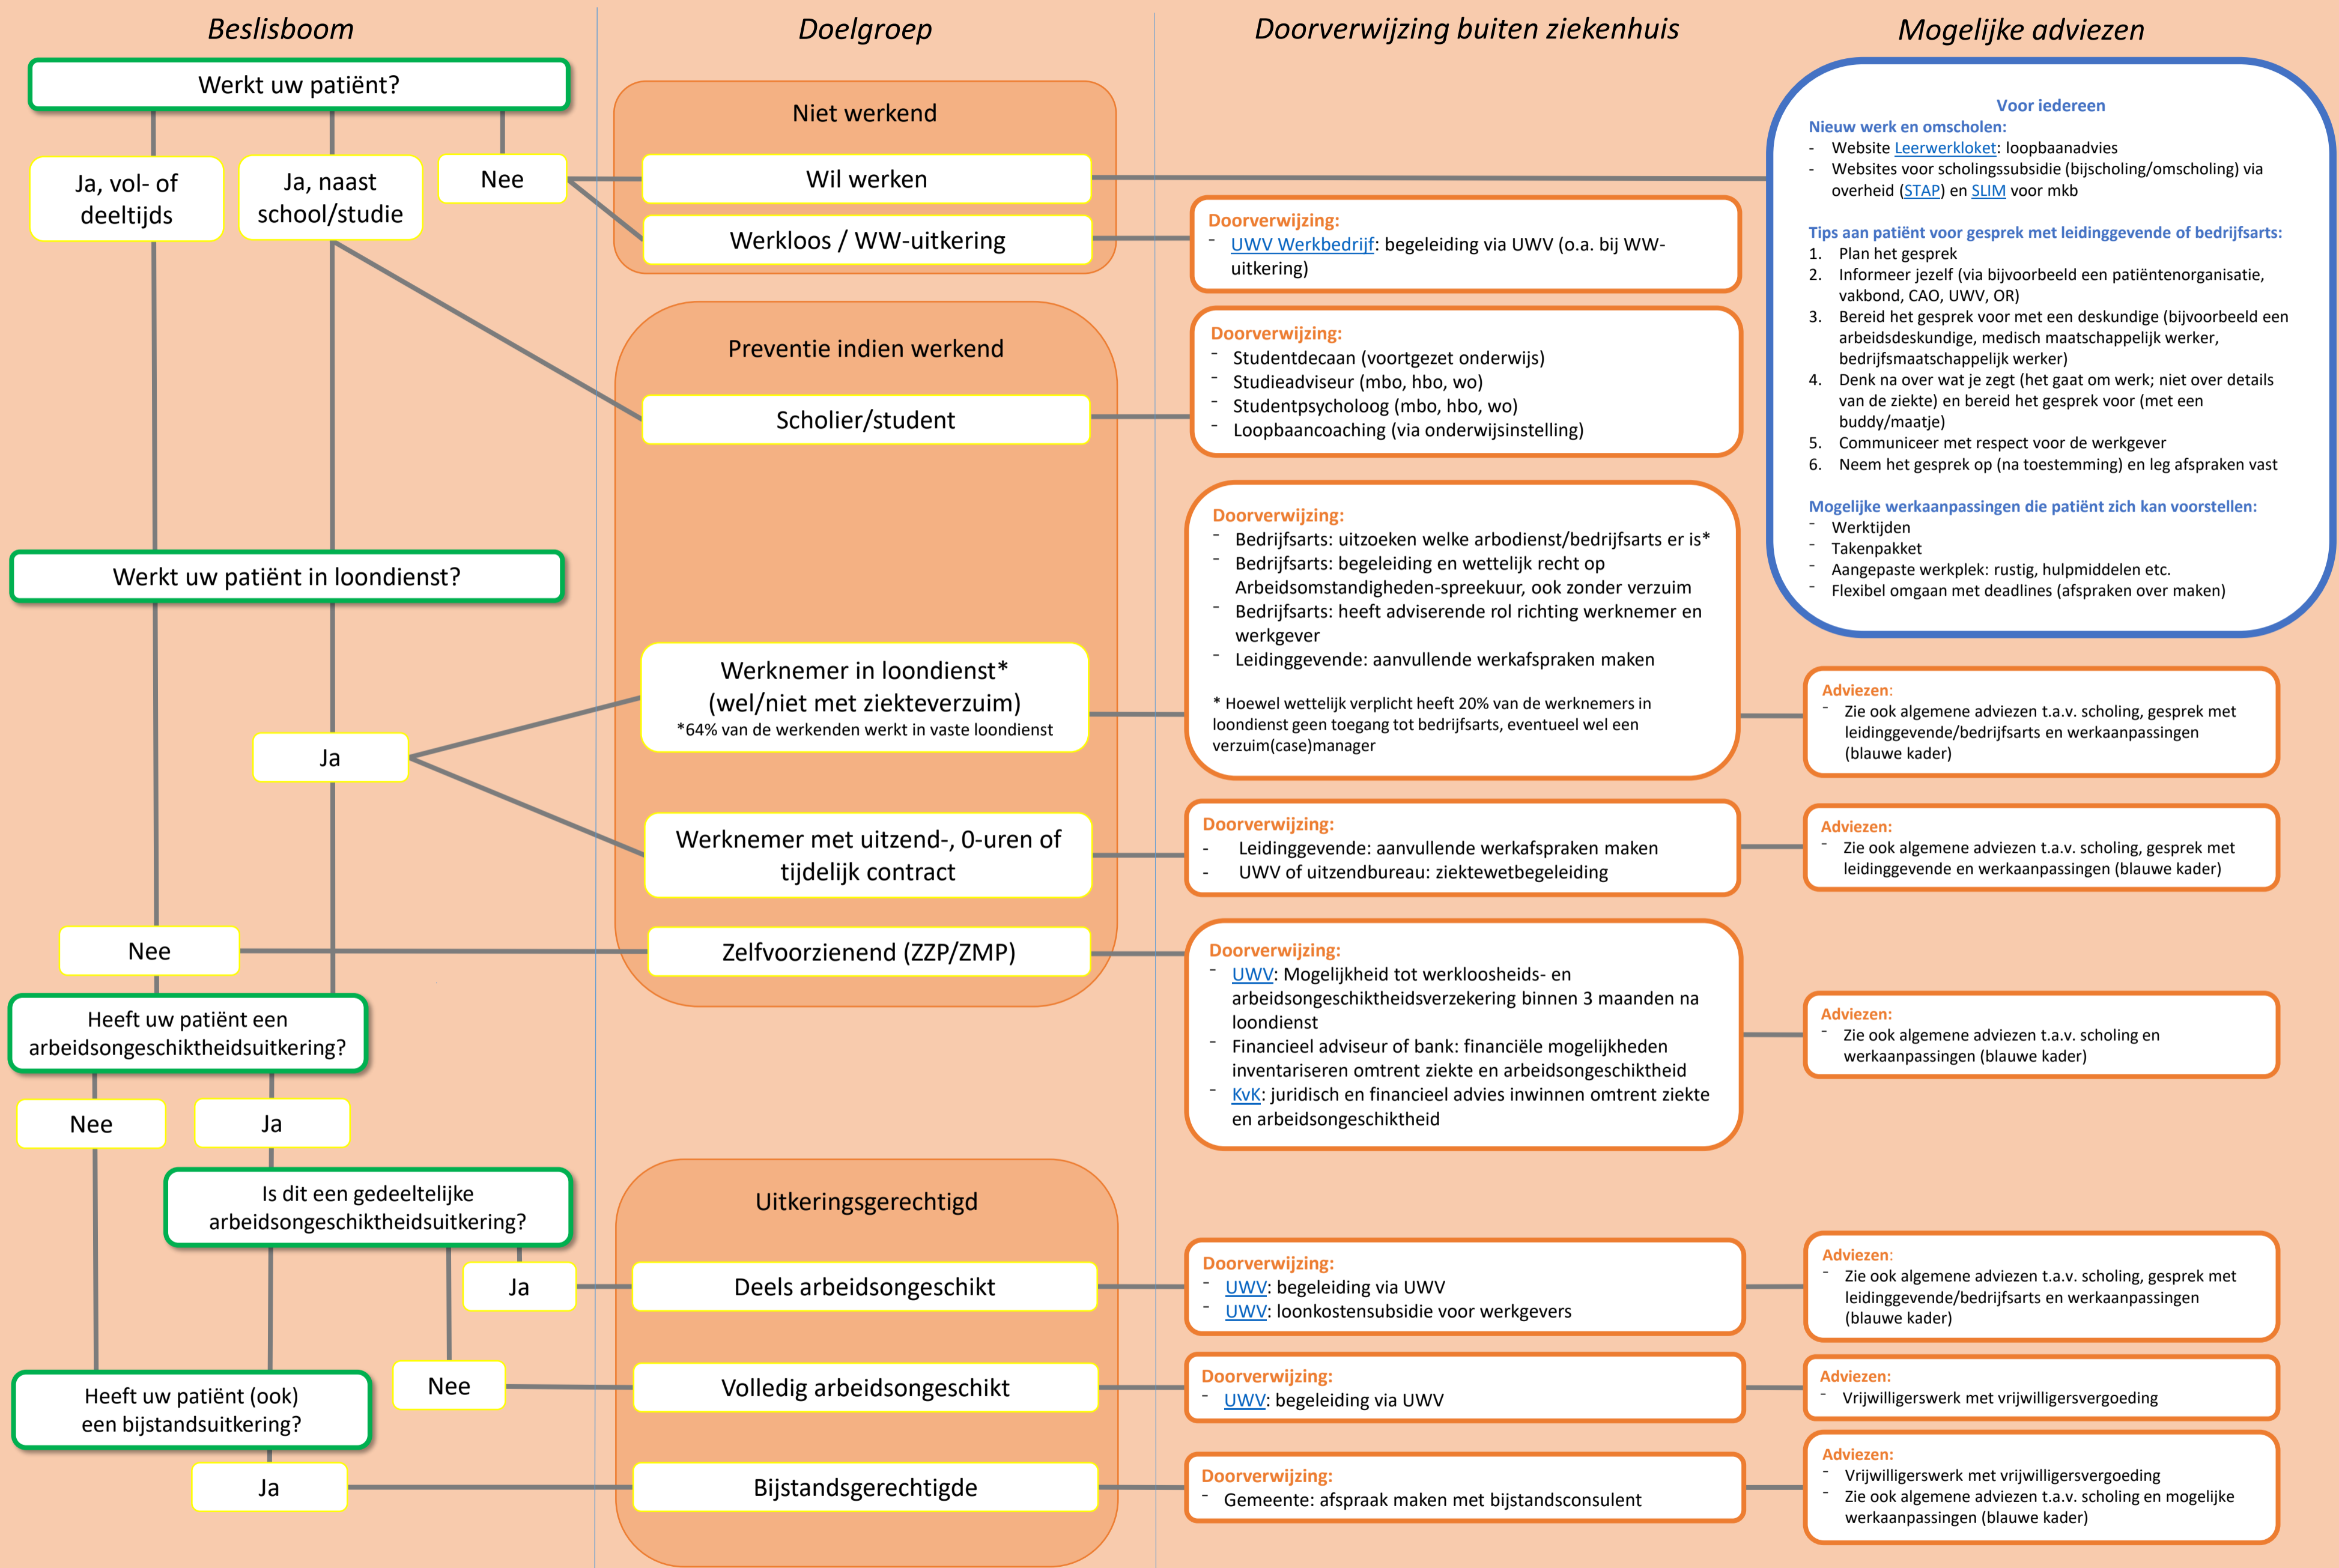 Beslisboom
Doelgroep
Doorverwijzing buiten ziekenhuis
Mogelijke adviezen
Werkt uw patiënt?
Ja, vol- of
deeltijds
Ja, naast
school/studie
Nee
Niet werkend
Wil werken
Werkloos / WW-uitkering
Doorverwijzing:
- UWV Werkbedrijf: begeleiding via UWV (o.a. bij WW-
uitkering)
Voor iedereen
Nieuw werk en omscholen:
- Website Leerwerkloket: loopbaanadvies
- Websites voor scholingssubsidie (bijscholing/omscholing) via
overheid (STAP) en SLIM voor mkb
Tips aan patiënt voor gesprek met leidinggevende of bedrijfsarts:
1. Plan het gesprek
2. Informeer jezelf (via bijvoorbeeld een patiëntenorganisatie,
vakbond, CAO, UWV, OR)
3. Bereid het gesprek voor met een deskundige (bijvoorbeeld een
arbeidsdeskundige, medisch maatschappelijk werker,
bedrijfsmaatschappelijk werker)
4. Denk na over wat je zegt (het gaat om werk; niet over details
van de ziekte) en bereid het gesprek voor (met een
buddy/maatje)
5. Communiceer met respect voor de werkgever
6. Neem het gesprek op (na toestemming) en leg afspraken vast
Mogelijke werkaanpassingen die patiënt zich kan voorstellen:
- Werktijden
- Takenpakket
- Aangepaste werkplek: rustig, hulpmiddelen etc.
- Flexibel omgaan met deadlines (afspraken over maken)
Preventie indien werkend
Scholier/student
Doorverwijzing:
- Studentdecaan (voortgezet onderwijs)
- Studieadviseur (mbo, hbo, wo)
- Studentpsycholoog (mbo, hbo, wo)
- Loopbaancoaching (via onderwijsinstelling)
Werkt uw patiënt in loondienst?
Ja
Werknemer in loondienst*
(wel/niet met ziekteverzuim)
*64% van de werkenden werkt in vaste loondienst
Doorverwijzing:
- Bedrijfsarts: uitzoeken welke arbodienst/bedrijfsarts er is*
- Bedrijfsarts: begeleiding en wettelijk recht op
Arbeidsomstandigheden-spreekuur, ook zonder verzuim
- Bedrijfsarts: heeft adviserende rol richting werknemer en
werkgever
- Leidinggevende: aanvullende werkafspraken maken
* Hoewel wettelijk verplicht heeft 20% van de werknemers in
loondienst geen toegang tot bedrijfsarts, eventueel wel een
verzuim(case)manager
Adviezen:
- Zie ook algemene adviezen t.a.v. scholing, gesprek met
leidinggevende/bedrijfsarts en werkaanpassingen
(blauwe kader)
Werknemer met uitzend-, 0-uren of
tijdelijk contract
Doorverwijzing:
- Leidinggevende: aanvullende werkafspraken maken
- UWV of uitzendbureau: ziektewetbegeleiding
Adviezen:
- Zie ook algemene adviezen t.a.v. scholing, gesprek met
leidinggevende en werkaanpassingen (blauwe kader)
Nee
Zelfvoorzienend (ZZP/ZMP)
Doorverwijzing:
- UWV: Mogelijkheid tot werkloosheids- en
arbeidsongeschiktheidsverzekering binnen 3 maanden na
loondienst
- Financieel adviseur of bank: financiële mogelijkheden
inventariseren omtrent ziekte en arbeidsongeschiktheid
- KvK: juridisch en financieel advies inwinnen omtrent ziekte
en arbeidsongeschiktheid
Adviezen:
- Zie ook algemene adviezen t.a.v. scholing en
werkaanpassingen (blauwe kader)
Heeft uw patiënt een
arbeidsongeschiktheidsuitkering?
Nee
Ja
Is dit een gedeeltelijke
arbeidsongeschiktheidsuitkering?
Uitkeringsgerechtigd
Ja
Deels arbeidsongeschikt
Doorverwijzing:
- UWV: begeleiding via UWV
- UWV: loonkostensubsidie voor werkgevers
Adviezen:
- Zie ook algemene adviezen t.a.v. scholing, gesprek met
leidinggevende/bedrijfsarts en werkaanpassingen
(blauwe kader)
Nee
Volledig arbeidsongeschikt
Doorverwijzing:
- UWV: begeleiding via UWV
Adviezen:
- Vrijwilligerswerk met vrijwilligersvergoeding
Heeft uw patiënt (ook)
een bijstandsuitkering?
Ja
Bijstandsgerechtigde
Doorverwijzing:
- Gemeente: afspraak maken met bijstandsconsulent
Adviezen:
- Vrijwilligerswerk met vrijwilligersvergoeding
- Zie ook algemene adviezen t.a.v. scholing en mogelijke
werkaanpassingen (blauwe kader)